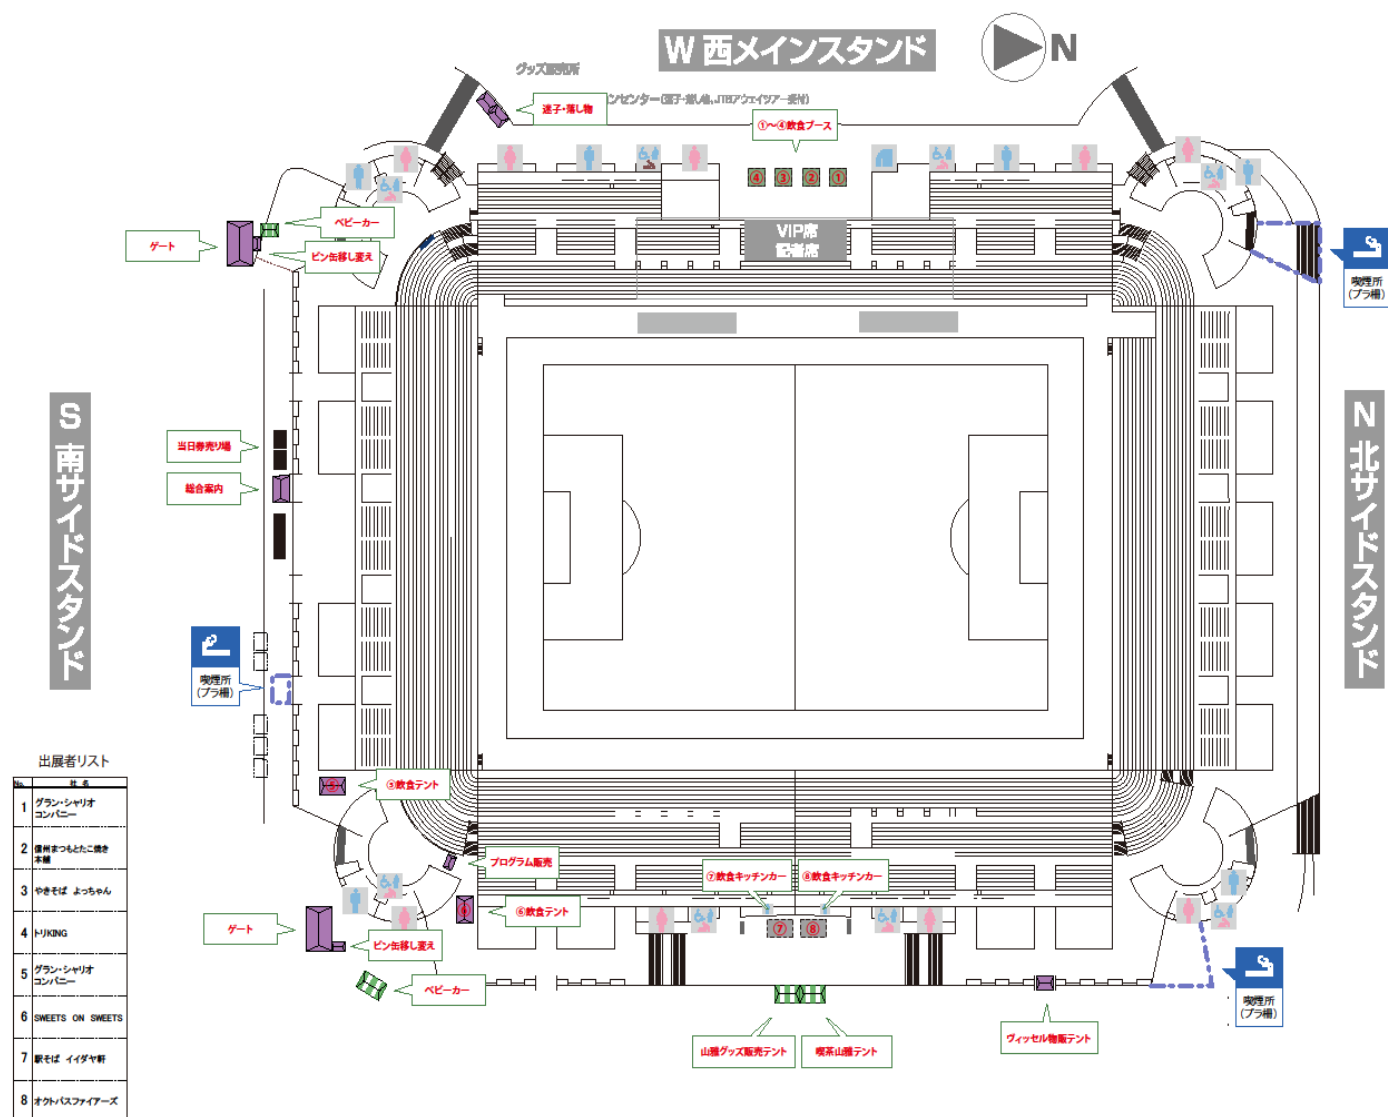 W 西メインスタンド
N
グッズ販売所
ンセンター(迷子・落し物、JTBアウェイツアー受付)
迷子・落し物
①〜④飲食ブース
④
③
②
①
ベビーカー
ゲート
ビン缶移し変え
VIP席
記者席
喫煙所
(プラ柵)
S 南サイドスタンド
N 北サイドスタンド
当日券売り場
総合案内
喫煙所
(プラ柵)
⑤
⑤飲食テント
プログラム販売
⑦飲食キッチンカー
⑧飲食キッチンカー
⑥
⑥飲食テント
⑦
⑧
ゲート
ビン缶移し変え
ベビーカー
喫煙所
(プラ柵)
山雅グッズ販売テント
喫茶山雅テント
ヴィッセル物販テント
出展者リスト
No. 社 名
1 グラン・シャリオ
コンパニー
2 信州まつもとたこ焼き
本舗
3 やきそば よっちゃん
4 トリKING
5 グラン・シャリオ
コンパニー
6 SWEETS ON SWEETS
7 駅そば イイダヤ軒
8 オクトパスファイアーズ